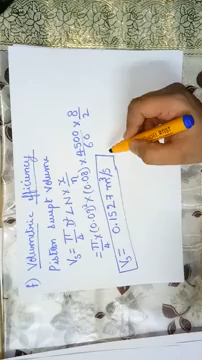 f) Volumetric efficiency
Piston swept volume
Vs = π/4 D² L N × x/n
= π/4 × (0.09)² × (0.08) × 4500/60 × 8/2
Vs = 0.1527 m³/s